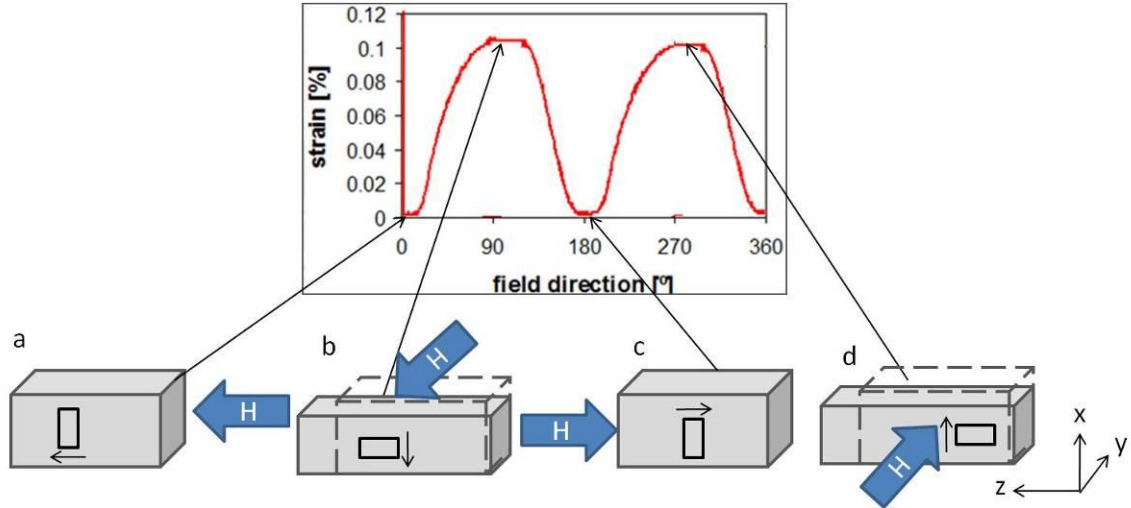 0.12
0.1
0.08
0.06
0.04
0.02
0
strain [%]
0 90 180 270 360
field direction [º]
a b c d
H H H H
x
y
z